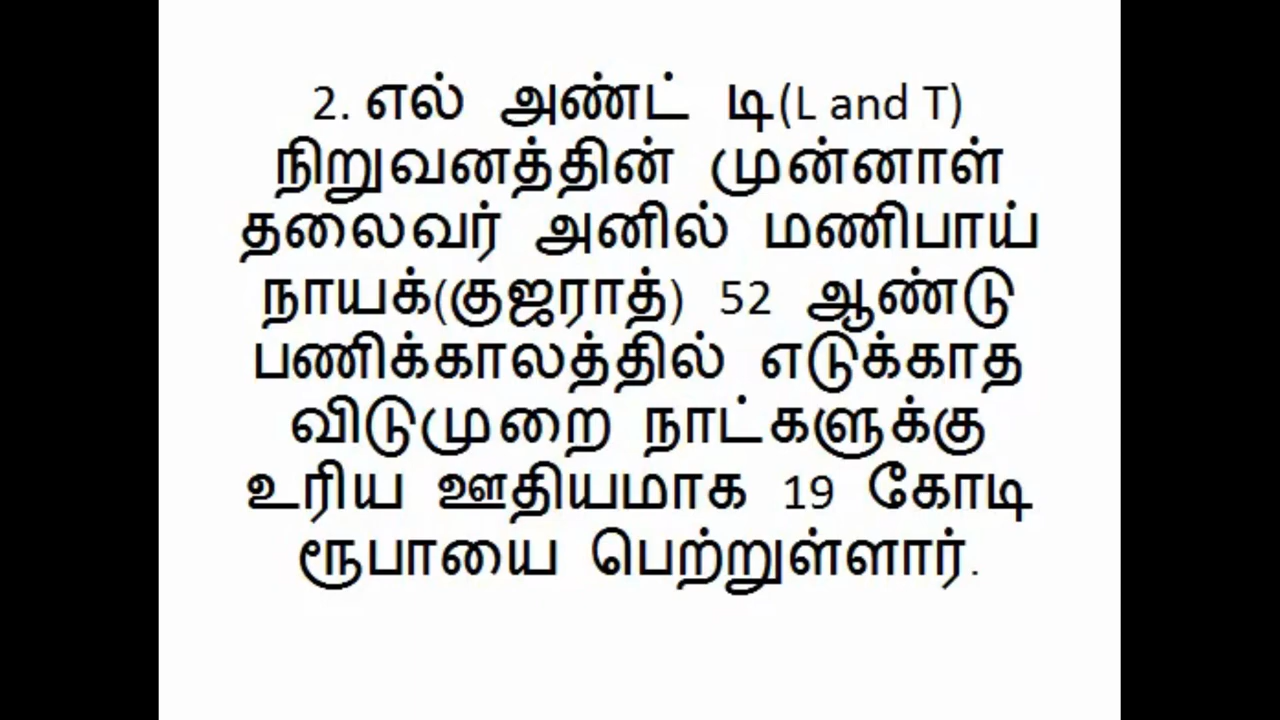 2. எல் அண்ட் டி(L and T)
நிறுவனத்தின் முன்னாள்
தலைவர் அனில் மணிபாய்
நாயக்(குஜராத்) 52 ஆண்டு
பணிக்காலத்தில் எடுக்காத
விடுமுறை நாட்களுக்கு
உரிய ஊதியமாக 19 கோடி
ரூபாயை பெற்றுள்ளார்.